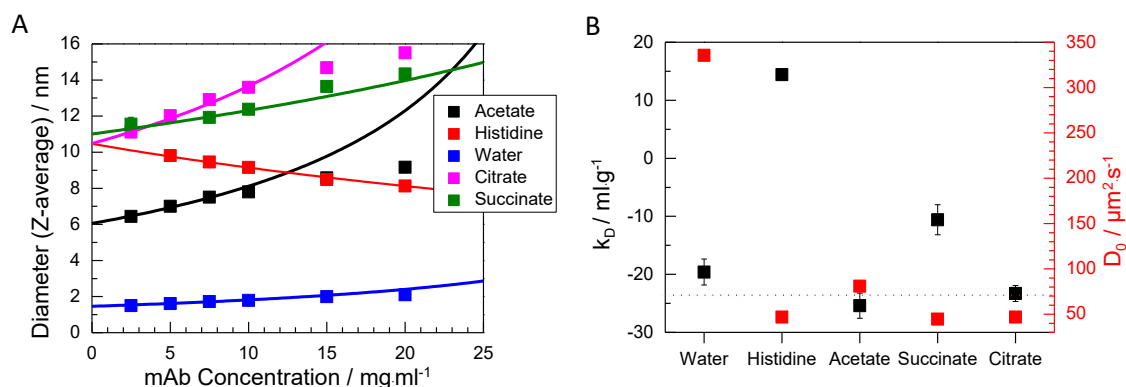 A
Diameter (Z-average) / nm
16
14
12
10
8
6
4
2
0
0 5 10 15 20 25
mAb Concentration / mg.ml⁻¹
Acetate
Histidine
Water
Citrate
Succinate
B
k_D / ml.g⁻¹
20
10
0
-10
-20
-30
Water Histidine Acetate Succinate Citrate
350
300
250
200
150
100
50
D₀ / µm².s⁻¹